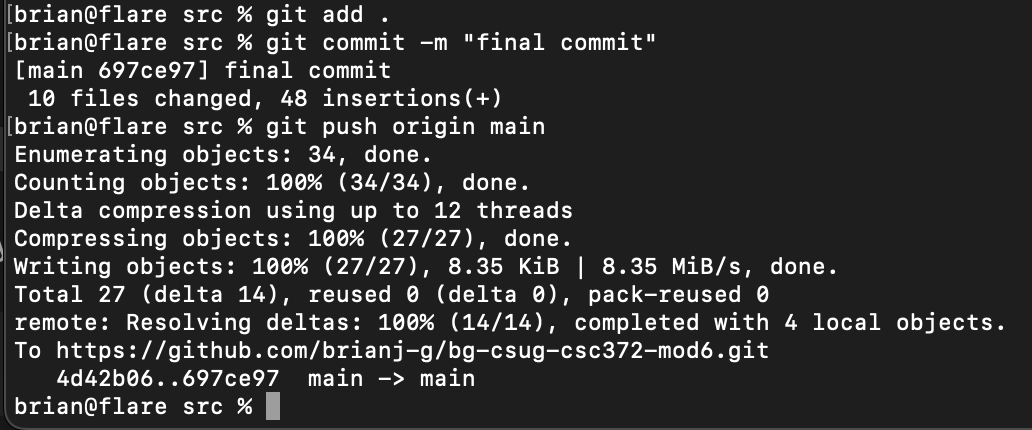 [brian@flare src % git add .
[brian@flare src % git commit -m "final commit"
[main 697ce97] final commit
 10 files changed, 48 insertions(+)
[brian@flare src % git push origin main
Enumerating objects: 34, done.
Counting objects: 100% (34/34), done.
Delta compression using up to 12 threads
Compressing objects: 100% (27/27), done.
Writing objects: 100% (27/27), 8.35 KiB | 8.35 MiB/s, done.
Total 27 (delta 14), reused 0 (delta 0), pack-reused 0
remote: Resolving deltas: 100% (14/14), completed with 4 local objects.
To https://github.com/brianj-g/bg-csug-csc372-mod6.git
   4d42b06..697ce97  main -> main
brian@flare src %